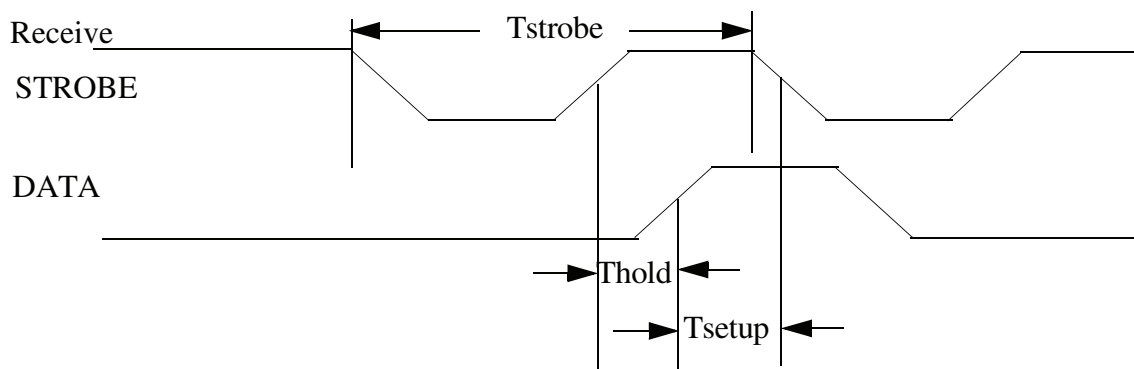 Receive
Tstrobe
STROBE
DATA
Thold
Tsetup